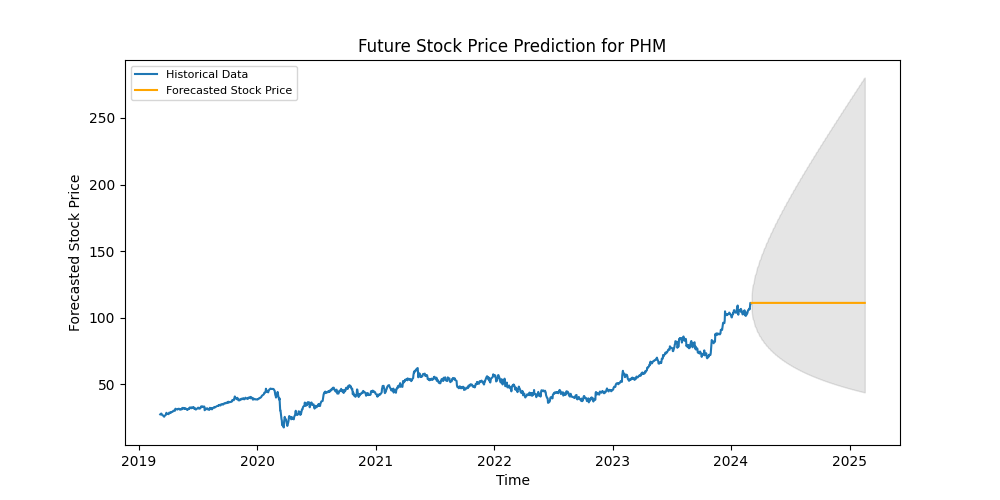 Future Stock Price Prediction for PHM
Historical Data
Forecasted Stock Price
250
200
150
100
50
Forecasted Stock Price
2019 2020 2021 2022 2023 2024 2025
Time